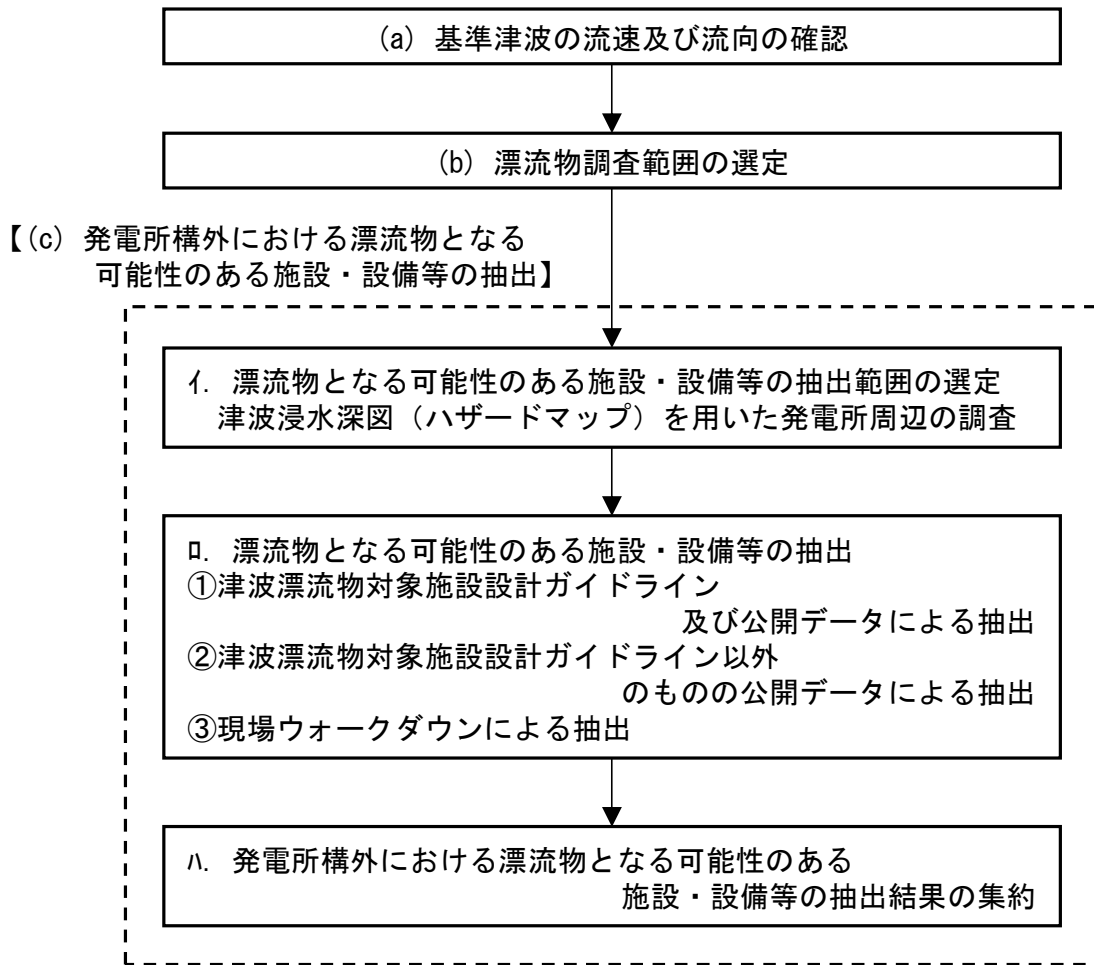 (a) 基準津波の流速及び流向の確認
(b) 漂流物調査範囲の選定
【(c) 発電所構外における漂流物となる
可能性のある施設・設備等の抽出】
ｲ. 漂流物となる可能性のある施設・設備等の抽出範囲の選定
津波浸水深図（ハザードマップ）を用いた発電所周辺の調査
ﾛ. 漂流物となる可能性のある施設・設備等の抽出
①津波漂流物対象施設設計ガイドライン
及び公開データによる抽出
②津波漂流物対象施設設計ガイドライン以外
のものの公開データによる抽出
③現場ウォークダウンによる抽出
ﾊ. 発電所構外における漂流物となる可能性のある
施設・設備等の抽出結果の集約